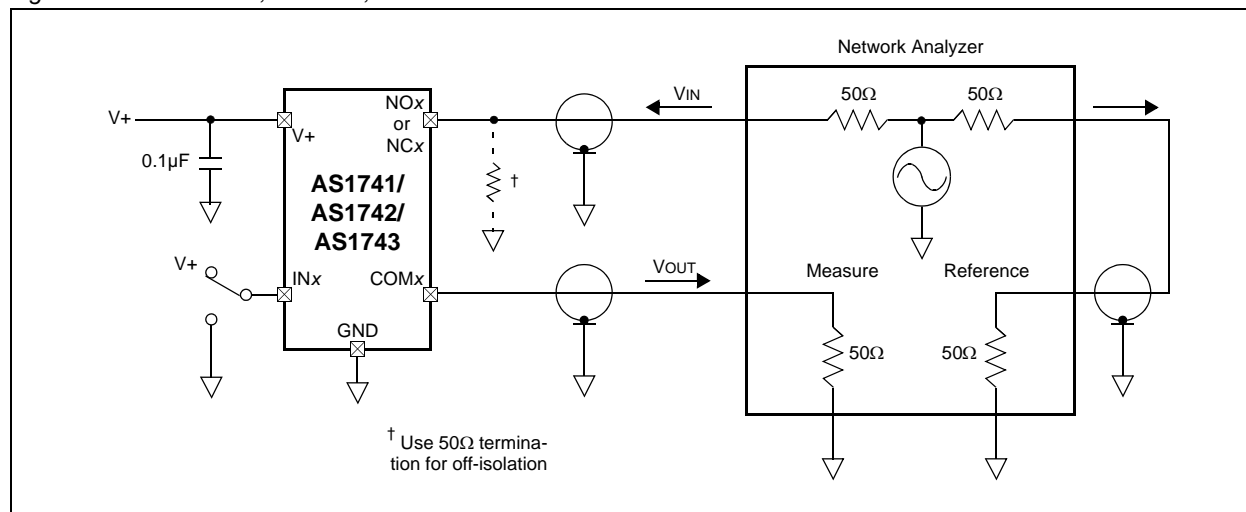 Network Analyzer
V+
0.1µF
V+
NOx
or
NCx
AS1741/
AS1742/
AS1743
†
VIN
50Ω
50Ω
V+
INx
COMx
GND
VOUT
Measure
Reference
50Ω
50Ω
† Use 50Ω termina-
tion for off-isolation